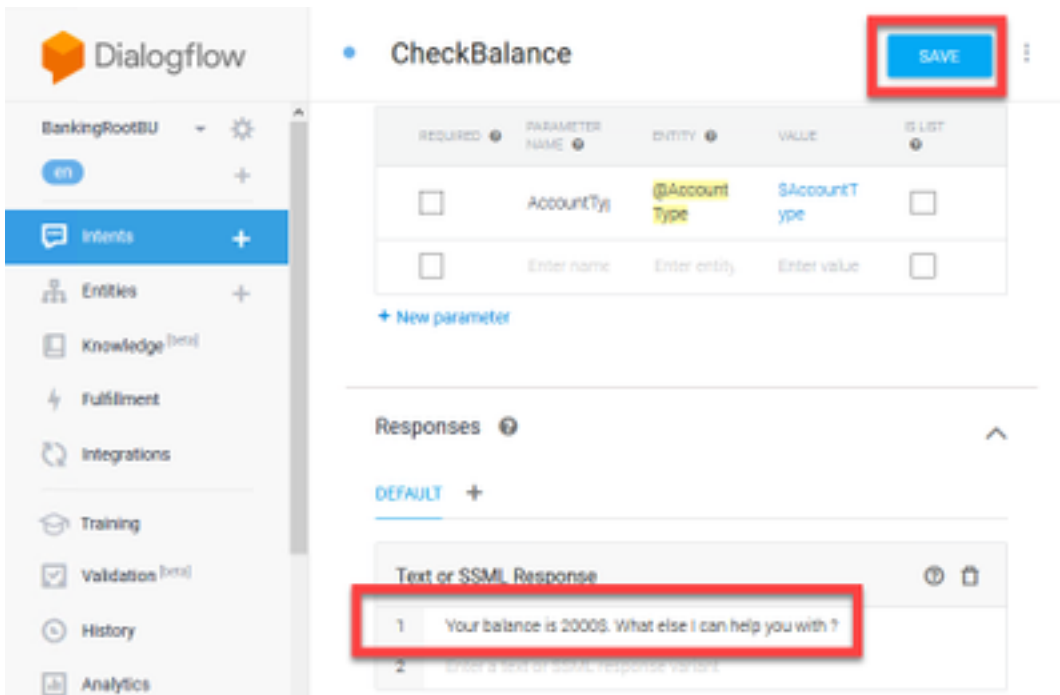 Dialogflow
CheckBalance
SAVE
BankingRootBU
en
REQUIRED
PARAMETER NAME
ENTITY
VALUE
IS LIST
AccountTy
@Account
Type
$AccountT
ype
Intents
Enter name
Enter entity
Enter value
Entities
+ New parameter
Knowledge [beta]
Fulfillment
Responses
Integrations
DEFAULT +
Training
Validation [beta]
Text or SSML Response
1 Your balance is 2000$. What else I can help you with ?
History
2 Enter a text or SSML response variant
Analytics